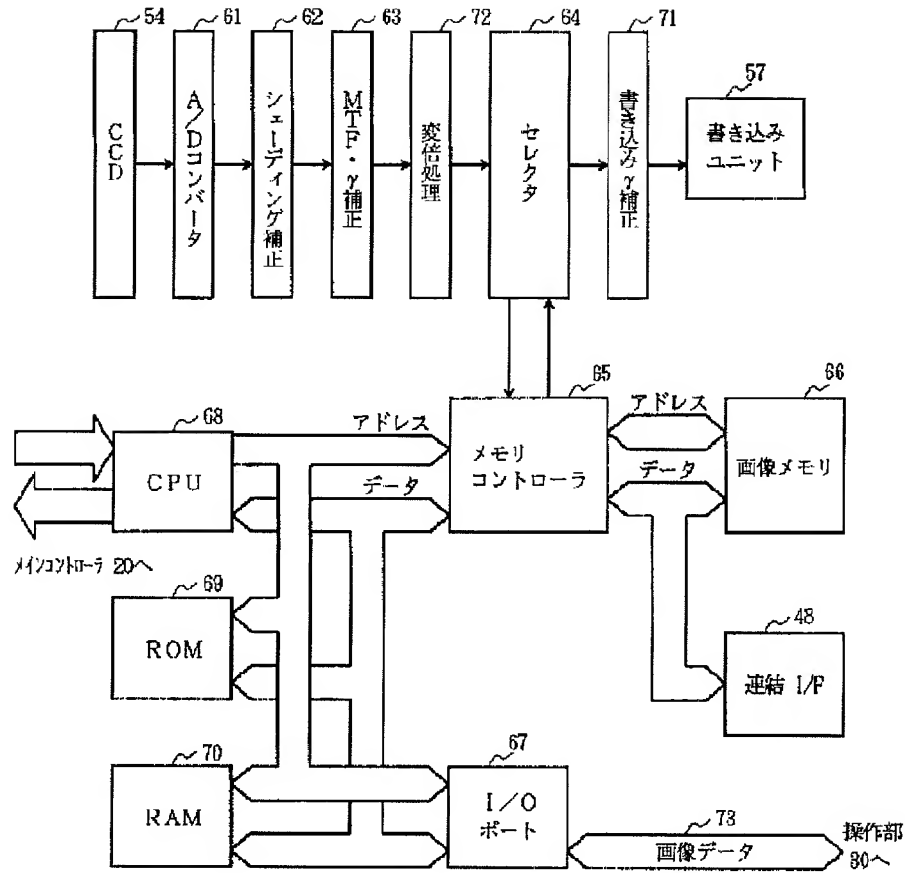 54
61
62
63
72
64
71
57
CCD
A/Dコンバータ
シェーディング補正
MTF・γ補正
変倍処理
セレクタ
書き込みγ補正
書き込み
ユニット
65
66
68
アドレス
アドレス
CPU
メモリ
コントローラ
画像メモリ
データ
データ
メインコントローラ 20へ
69
48
ROM
連結 I/F
70
67
RAM
I/O
ポート
73
画像データ
操作部
30へ